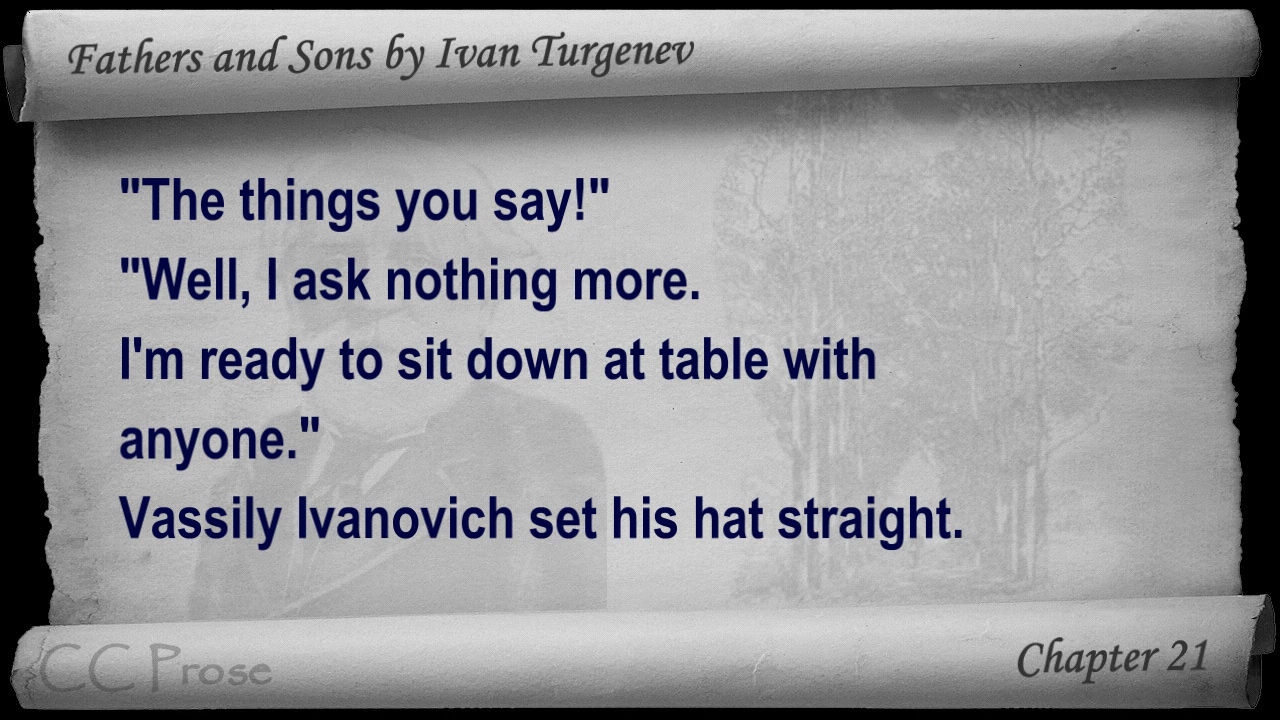 Fathers and Sons by Ivan Turgenev
"The things you say!"
"Well, I ask nothing more.
I'm ready to sit down at table with
anyone."
Vassily Ivanovich set his hat straight.
CC Prose
Chapter 21